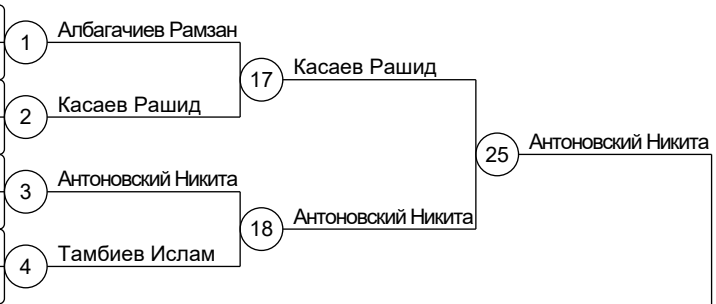 1 Албагачиев Рамзан
17 Касаев Рашид
2 Касаев Рашид
25 Антоновский Никита
3 Антоновский Никита
18 Антоновский Никита
4 Тамбиев Ислам